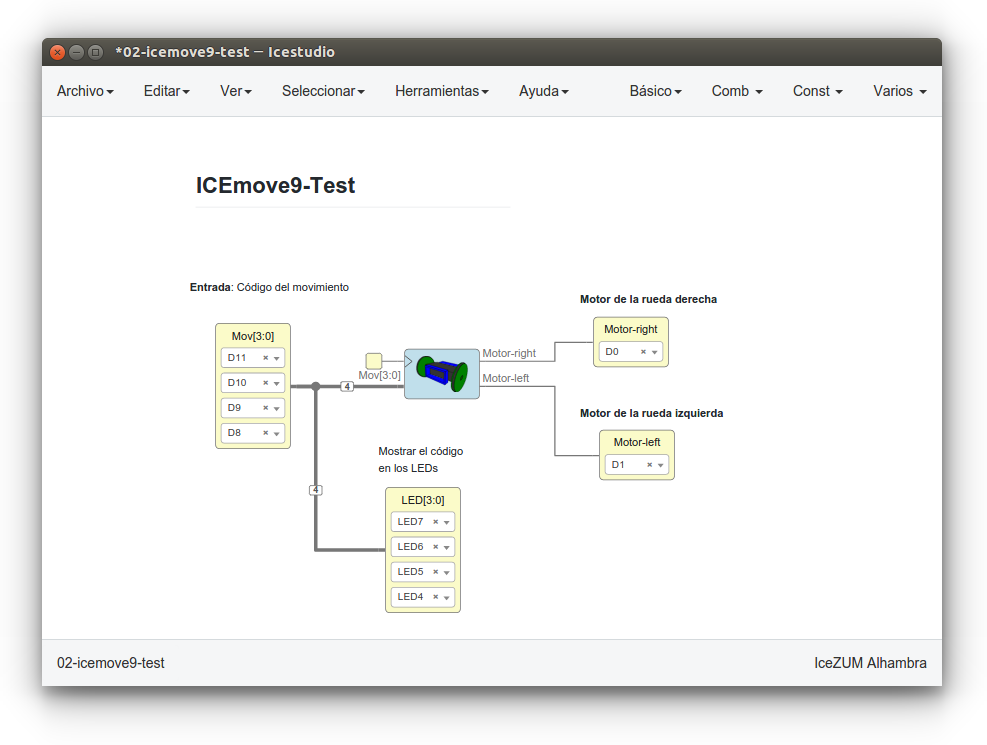 *02-icemove9-test — Icestudio
Archivo Editar Ver Seleccionar Herramientas Ayuda Básico Comb Const Varios
ICEmove9-Test
Entrada: Código del movimiento
Mov[3:0]
D11
D10
D9
D8
4
4
Mov[3:0]
Motor-right
Motor-left
Motor de la rueda derecha
Motor-right
D0
Motor de la rueda izquierda
Motor-left
D1
Mostrar el código
en los LEDs
LED[3:0]
LED7
LED6
LED5
LED4
02-icemove9-test
IceZUM Alhambra